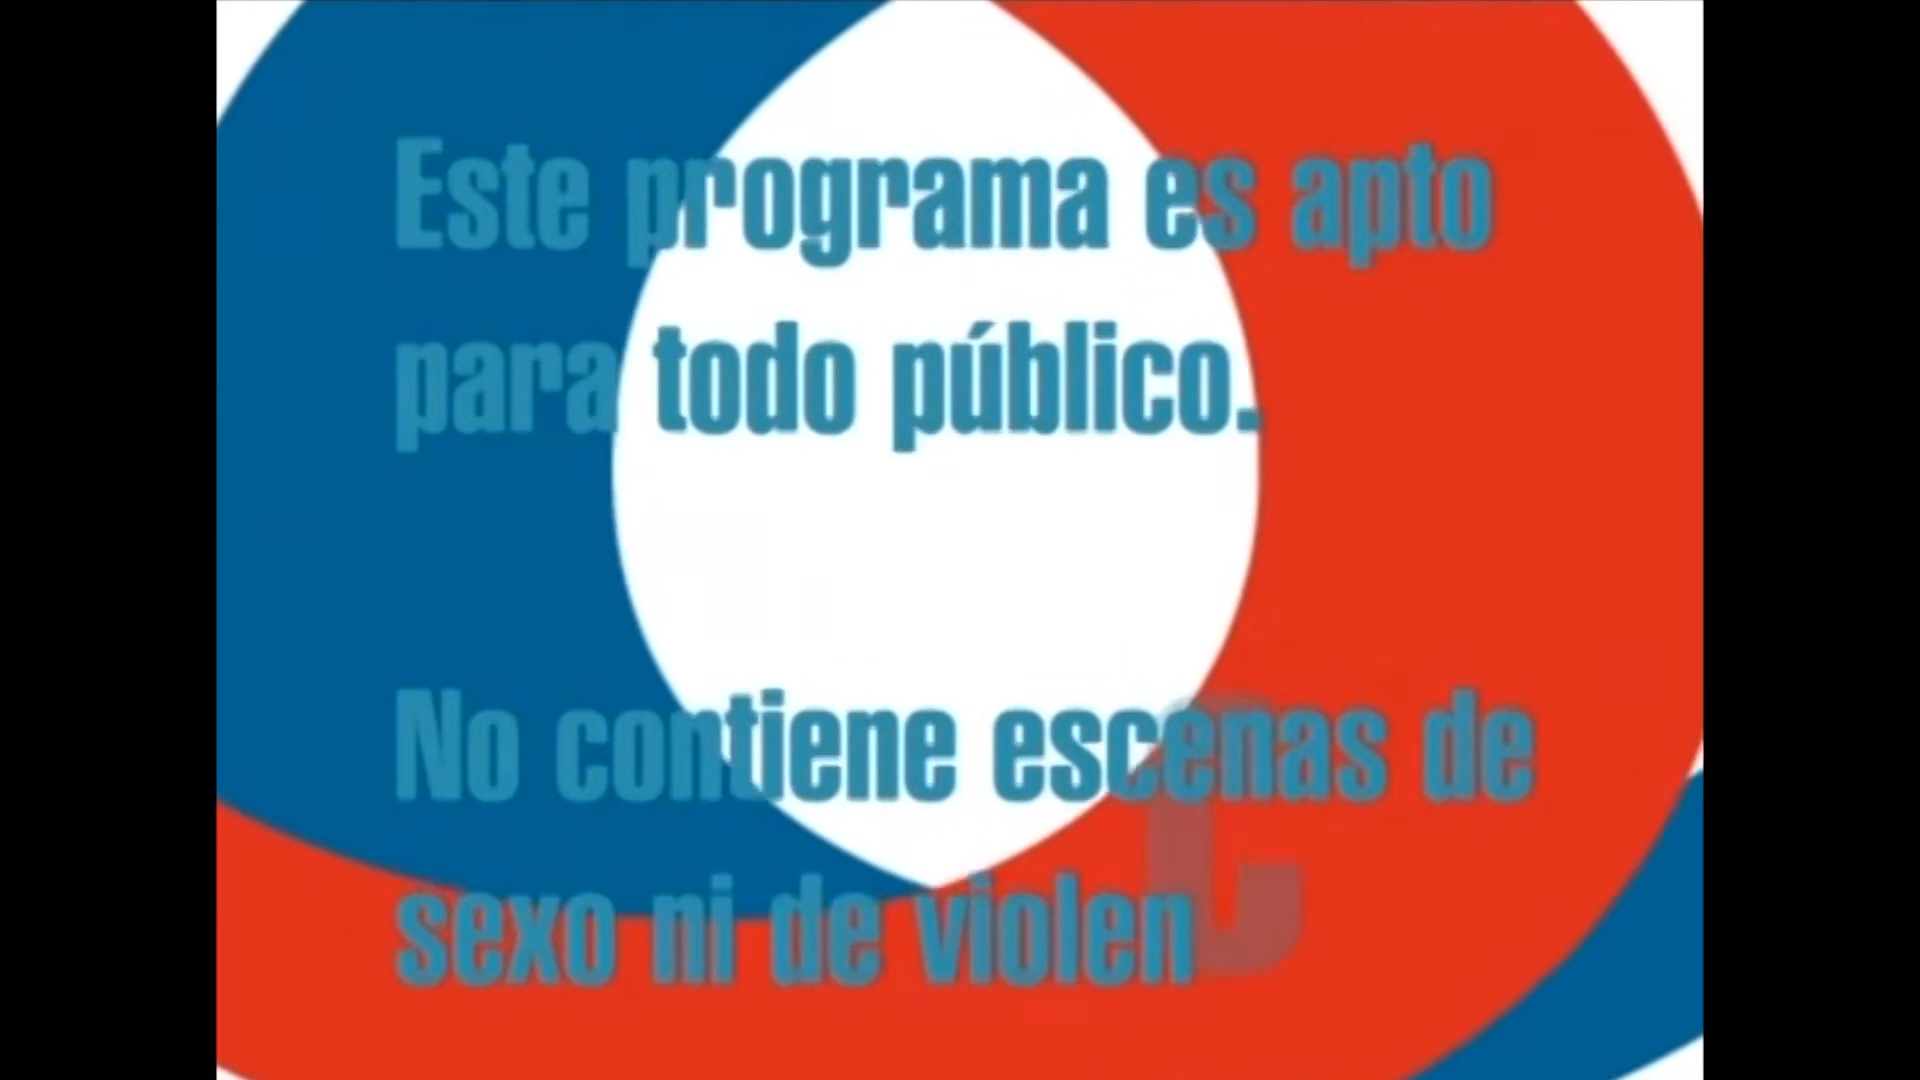 Este programa es apto
para todo público.
No contiene escenas de
sexo ni de violen